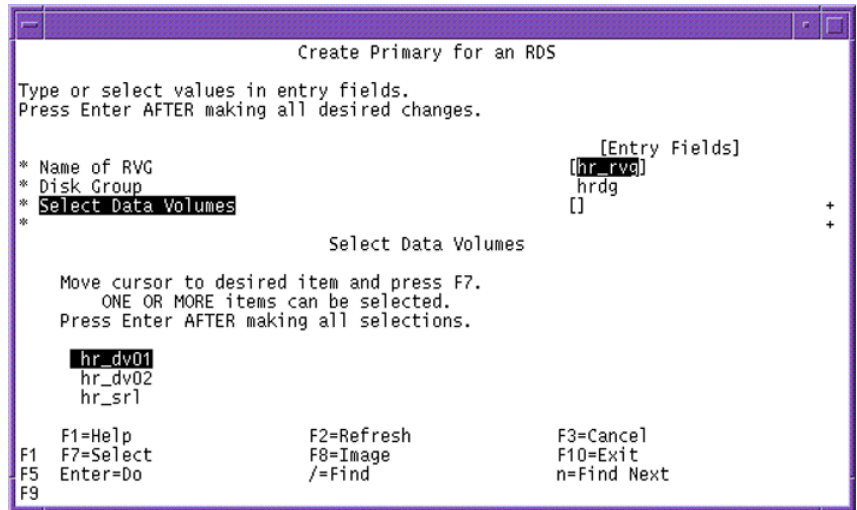 Create Primary for an RDS
Type or select values in entry fields.
Press Enter AFTER making all desired changes.
[Entry Fields]
* Name of RVG [hr_rvg]
* Disk Group hrdg
* Select Data Volumes [] +
* +
Select Data Volumes
Move cursor to desired item and press F7.
ONE OR MORE items can be selected.
Press Enter AFTER making all selections.
hr_dv01
hr_dv02
hr_srl
F1=Help F2=Refresh F3=Cancel
F1 F7=Select F8=Image F10=Exit
F5 Enter=Do /=Find n=Find Next
F9